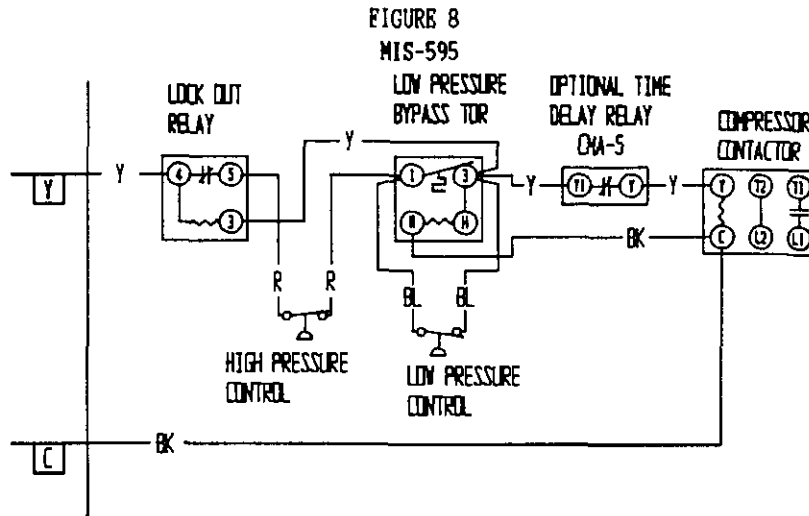 FIGURE 8
MIS-595
LOCK OUT
RELAY
LOW PRESSURE
BYPASS TDR
OPTIONAL TIME
DELAY RELAY
CMA-5
COMPRESSOR
CONTACTOR
Y
Y
4
5
3
Y
1
3
N
H
Y
Y1
Y
Y
Y
T2
T1
C
L2
L1
BK
R
R
BL
BL
HIGH PRESSURE
CONTROL
LOW PRESSURE
CONTROL
C
BK